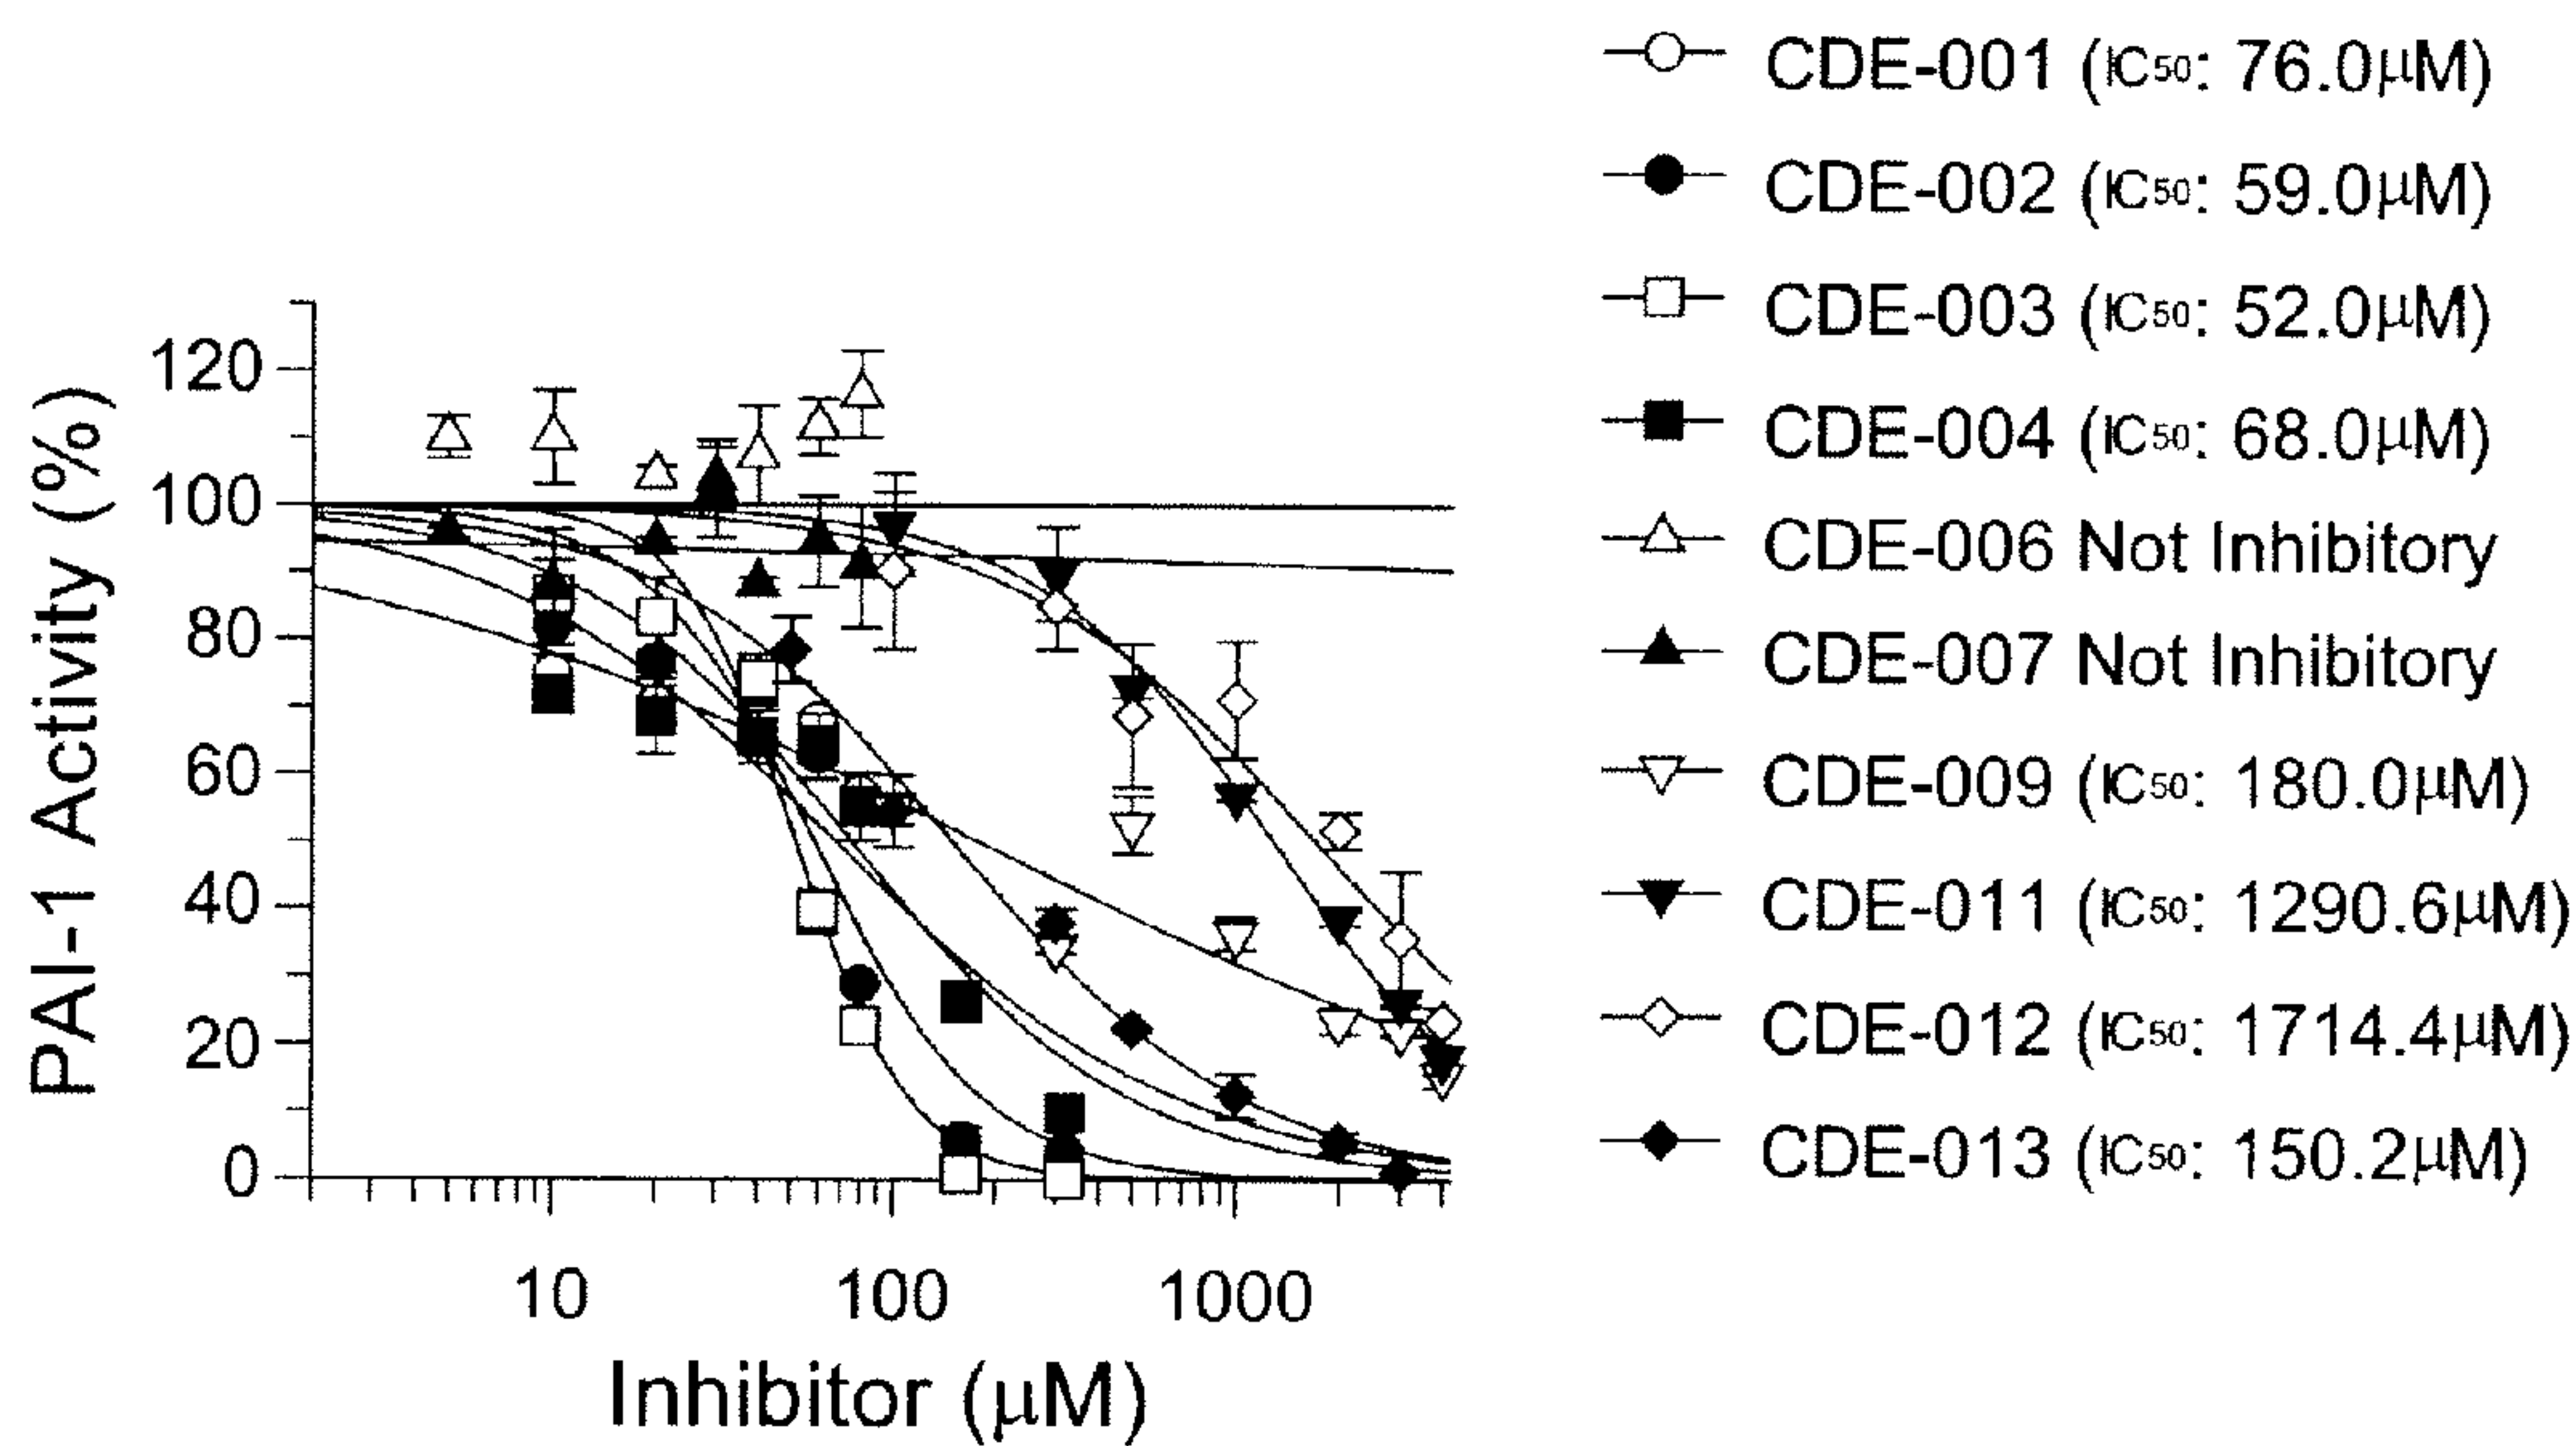 CDE-001 (IC50: 76.0μM)
CDE-002 (IC50: 59.0μM)
CDE-003 (IC50: 52.0μM)
CDE-004 (IC50: 68.0μM)
CDE-006 Not Inhibitory
CDE-007 Not Inhibitory
CDE-009 (IC50: 180.0μM)
CDE-011 (IC50: 1290.6μM)
CDE-012 (IC50: 1714.4μM)
CDE-013 (IC50: 150.2μM)
PAI-1 Activity (%)
120
100
80
60
40
20
0
10 100 1000
Inhibitor (μM)